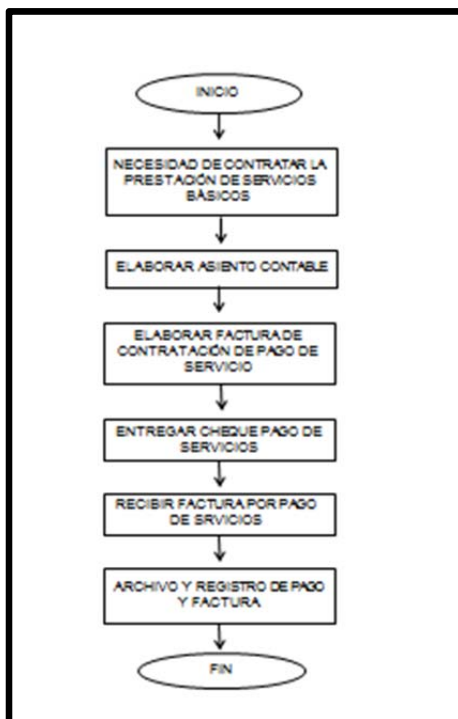 INICIO
NECESIDAD DE CONTRATAR LA
PRESTACIÓN DE SERVICIOS
BÁSICOS
ELABORAR ASIENTO CONTABLE
ELABORAR FACTURA DE
CONTRATACIÓN DE PAGO DE
SERVICIO
ENTREGAR CHEQUE PAGO DE
SERVICIOS
RECIBIR FACTURA POR PAGO
DE SRVICIOS
ARCHIVO Y REGISTRO DE PAGO
Y FACTURA
FIN